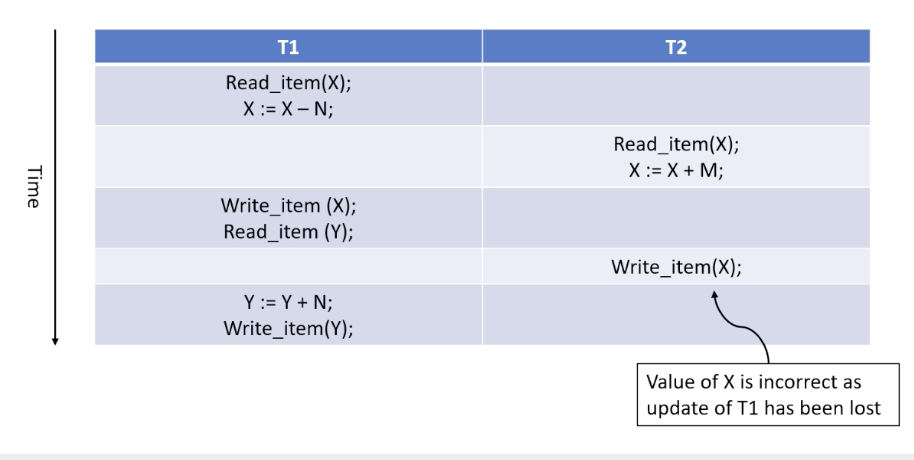 T1
T2
Read_item(X);
X := X – N;
Read_item(X);
X := X + M;
Time
Write_item (X);
Read_item (Y);
Write_item(X);
Y := Y + N;
Write_item(Y);
Value of X is incorrect as
update of T1 has been lost